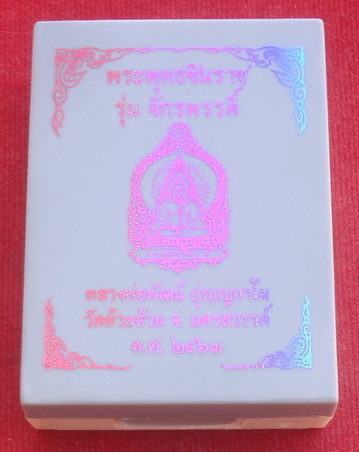 พระพุทธชินราช
รุ่น จักรพรรดิ์
หลวงพ่อพัฒน์ ปุญญกาโม
วัดห้วยด้วน จ. นครสวรรค์
พ.ศ. ๒๕๖๓